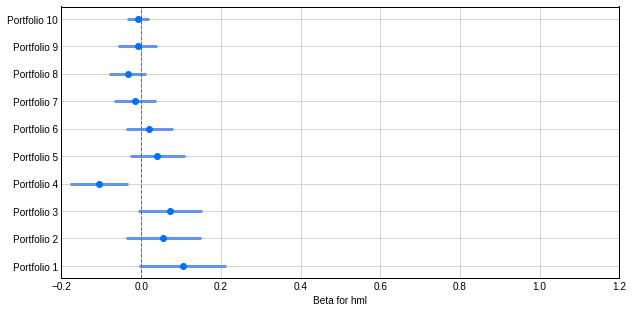 Portfolio 10
Portfolio 9
Portfolio 8
Portfolio 7
Portfolio 6
Portfolio 5
Portfolio 4
Portfolio 3
Portfolio 2
Portfolio 1
−0.2 0.0 0.2 0.4 0.6 0.8 1.0 1.2
Beta for hml